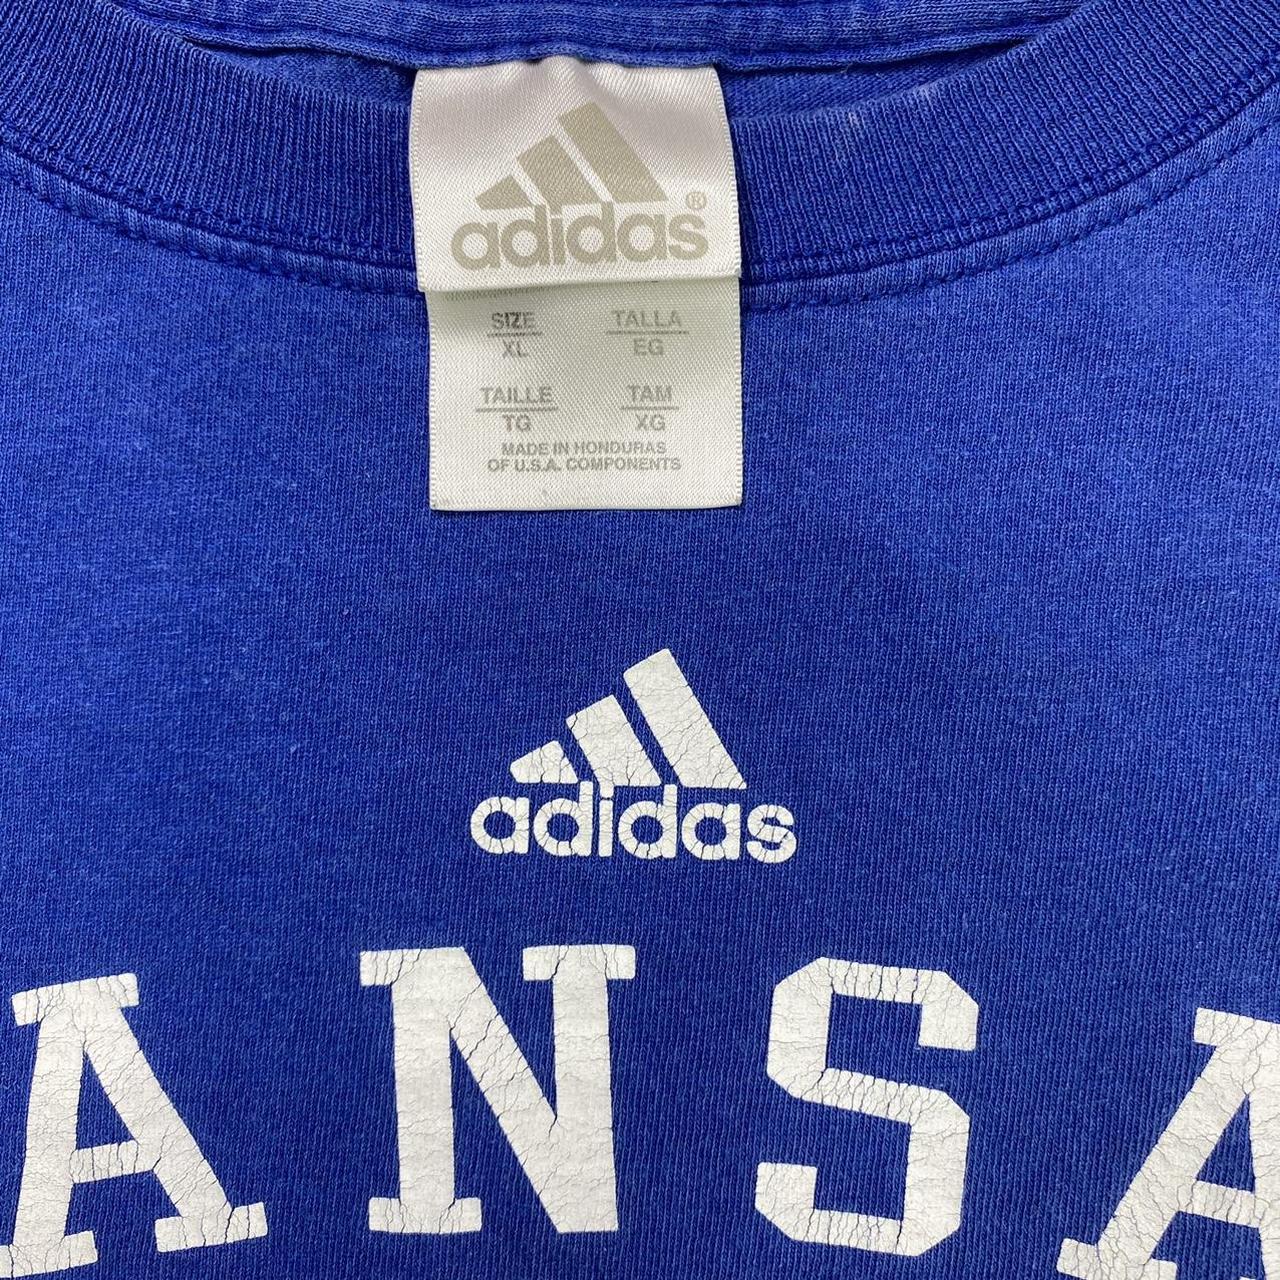 adidas®
SIZE TALLA
XL EG
TAILLE TAM
TG XG
MADE IN HONDURAS
OF U.S.A. COMPONENTS
adidas
ANSA